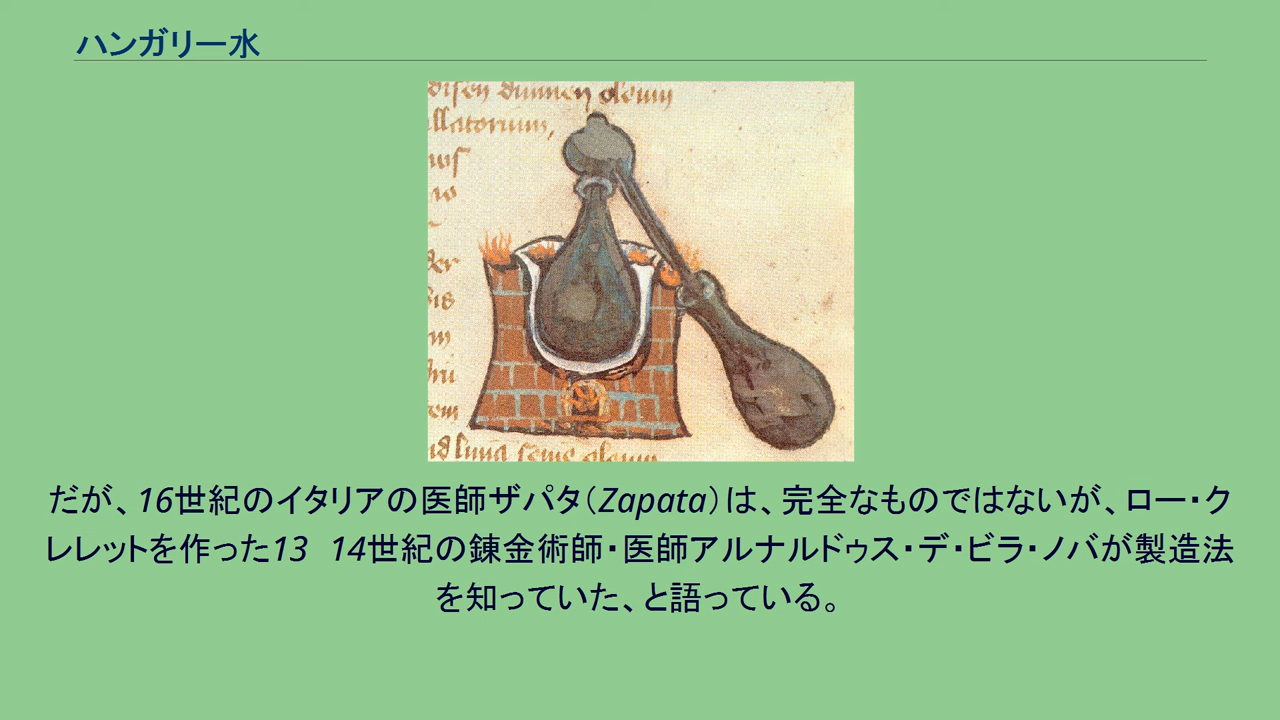 ハンガリー水
だが、16世紀のイタリアの医師ザパタ（Zapata）は、完全なものではないが、ロー・ク
レレットを作った13　14世紀の錬金術師・医師アルナルドゥス・デ・ビラ・ノバが製造法
を知っていた、と語っている。